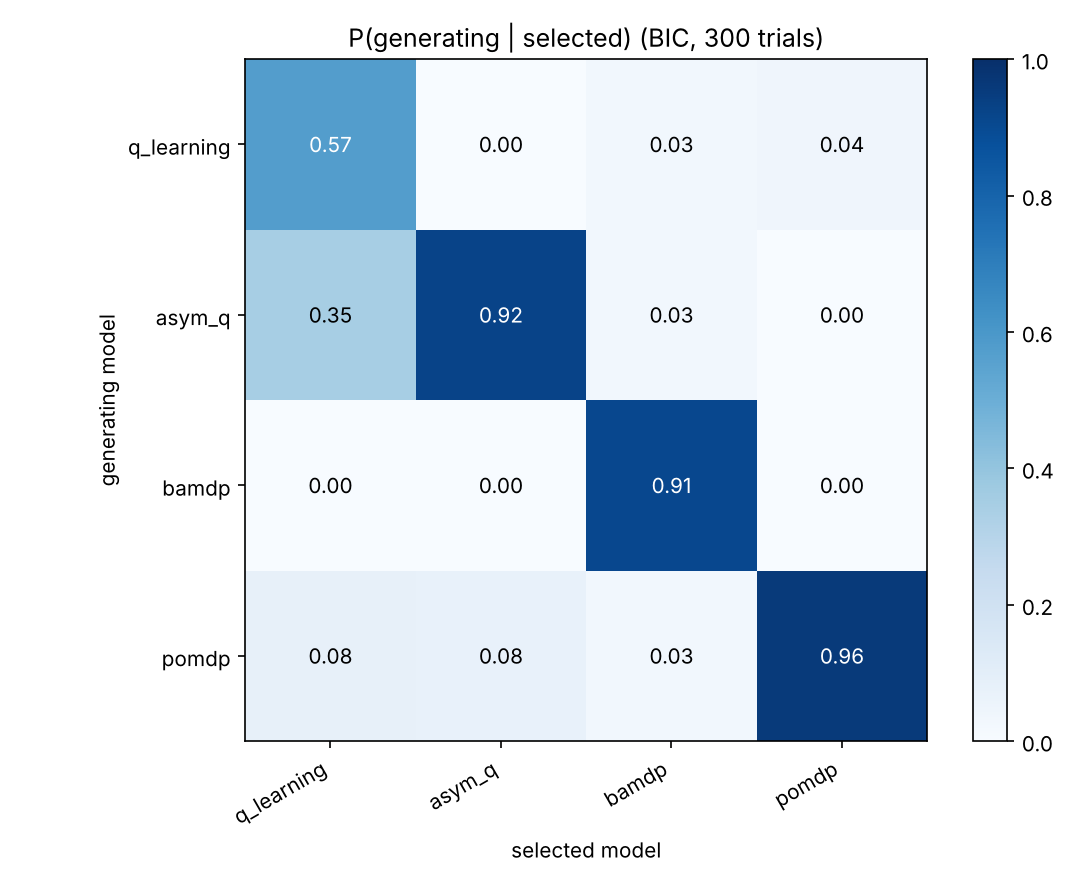 P(generating | selected) (BIC, 300 trials)
1.0
q_learning 0.57 0.00 0.03 0.04
0.8
0.6
asym_q 0.35 0.92 0.03 0.00
generating model
0.4
bamdp 0.00 0.00 0.91 0.00
0.2
pomdp 0.08 0.08 0.03 0.96
0.0
q_learning asym_q bamdp pomdp
selected model